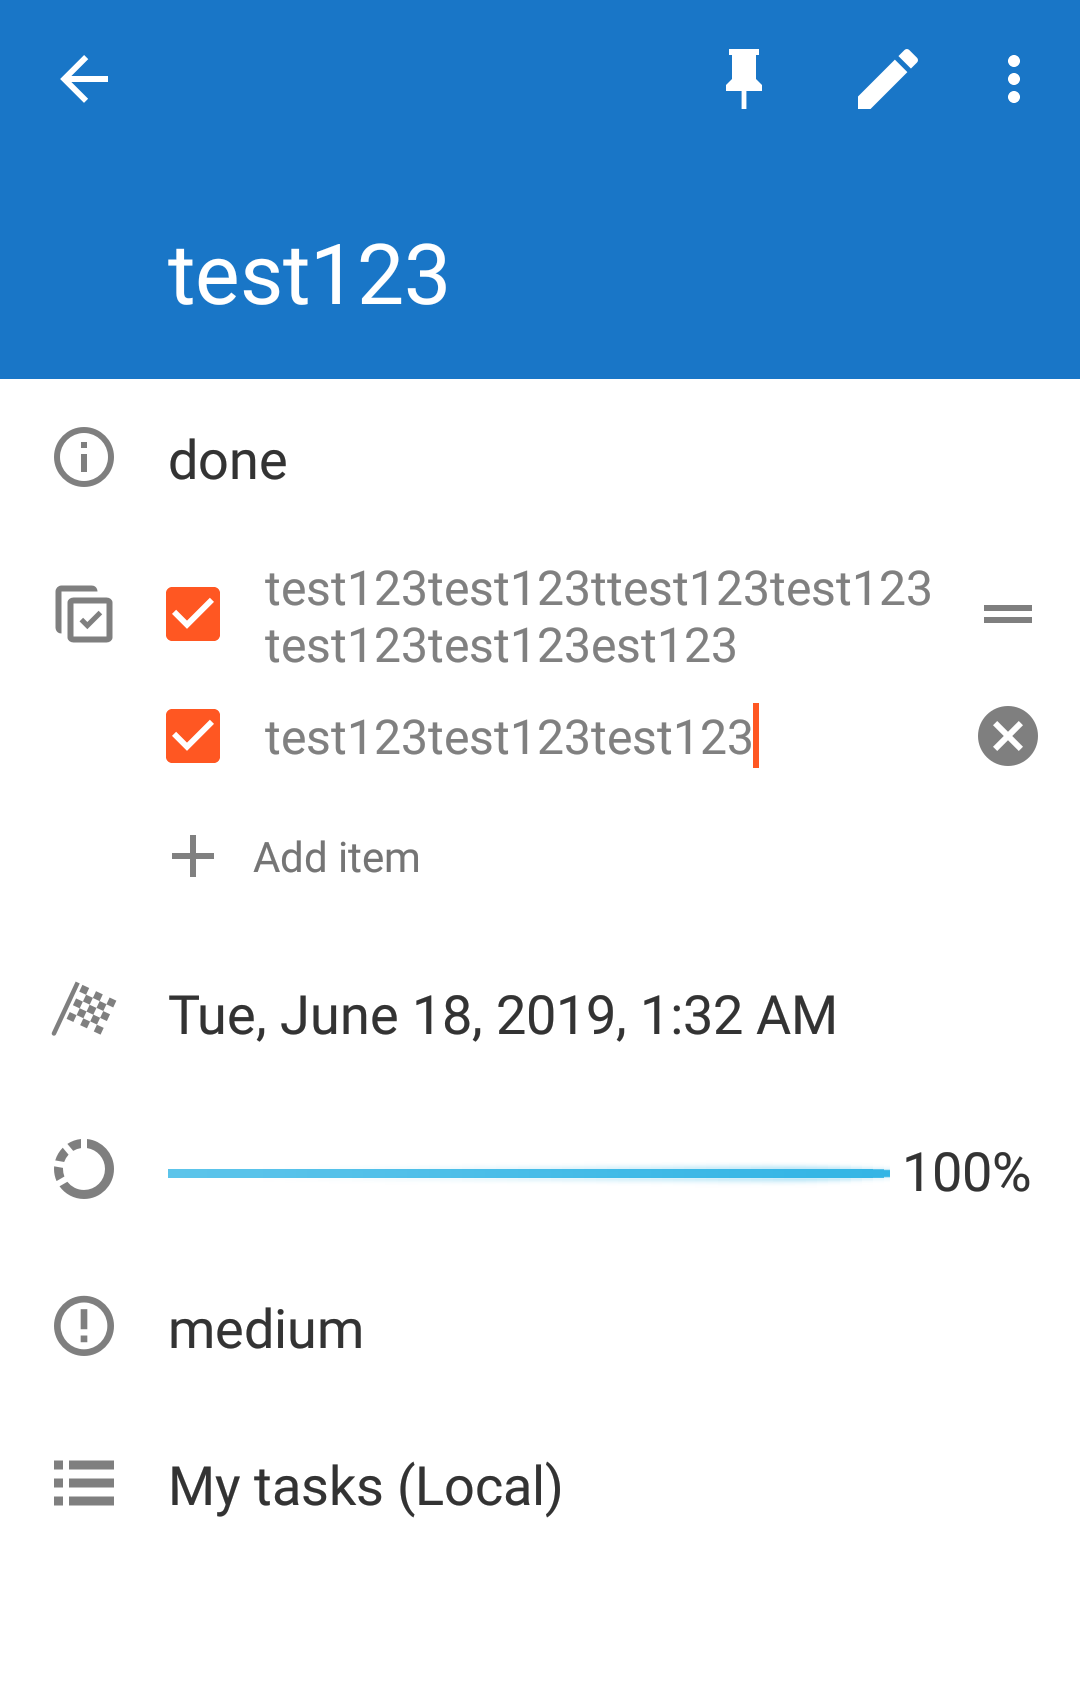 test123
done
test123test123ttest123test123
test123test123est123
test123test123test123
Add item
Tue, June 18, 2019, 1:32 AM
100%
medium
My tasks (Local)